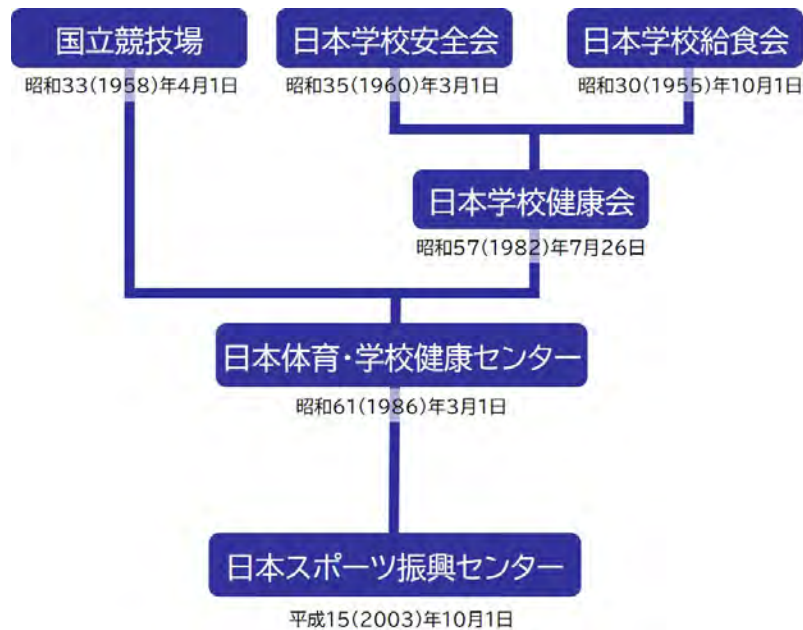 国立競技場
昭和33(1958)年4月1日
日本学校安全会
昭和35(1960)年3月1日
日本学校給食会
昭和30(1955)年10月1日
日本学校健康会
昭和57(1982)年7月26日
日本体育・学校健康センター
昭和61(1986)年3月1日
日本スポーツ振興センター
平成15(2003)年10月1日